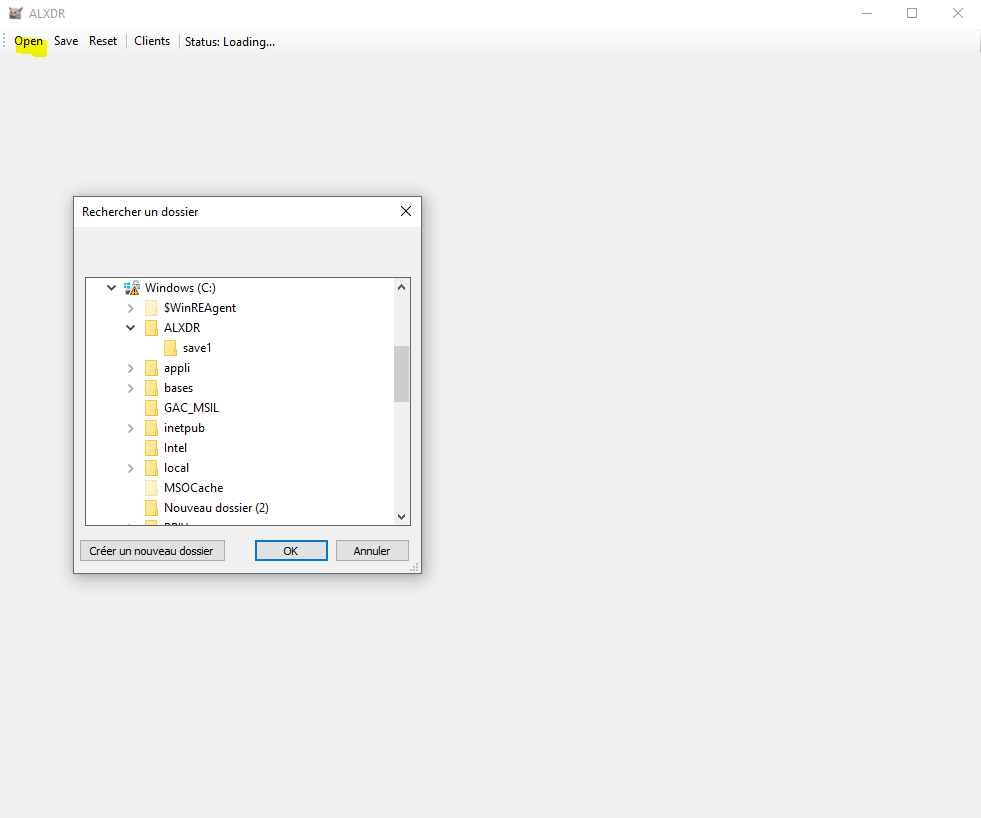 ALXDR
Open Save Reset Clients Status: Loading...
Rechercher un dossier
Windows (C:)
$WinREAgent
ALXDR
save1
appli
bases
GAC_MSIL
inetpub
Intel
local
MSOCache
Nouveau dossier (2)
Créer un nouveau dossier OK Annuler